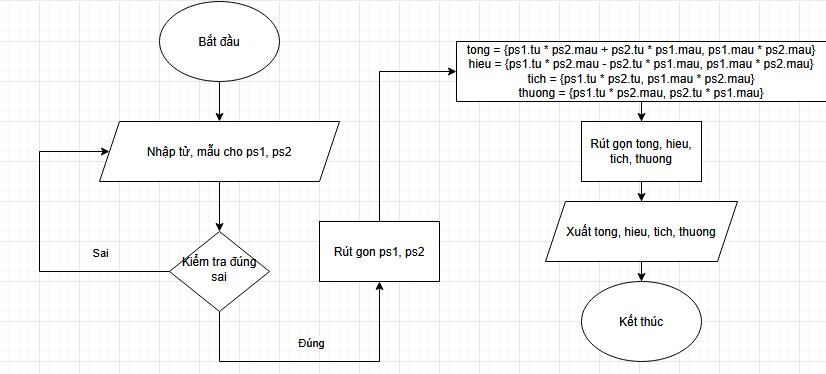 Bắt đầu
Nhập tử, mẫu cho ps1, ps2
Sai
Kiểm tra đúng
sai
Đúng
Rút gon ps1, ps2
tong = {ps1.tu * ps2.mau + ps2.tu * ps1.mau, ps1.mau * ps2.mau}
hieu = {ps1.tu * ps2.mau - ps2.tu * ps1.mau, ps1.mau * ps2.mau}
tich = {ps1.tu * ps2.tu, ps1.mau * ps2.mau}
thuong = {ps1.tu * ps2.mau, ps2.tu * ps1.mau}
Rút gọn tong, hieu,
tich, thuong
Xuất tong, hieu, tich, thuong
Kết thúc